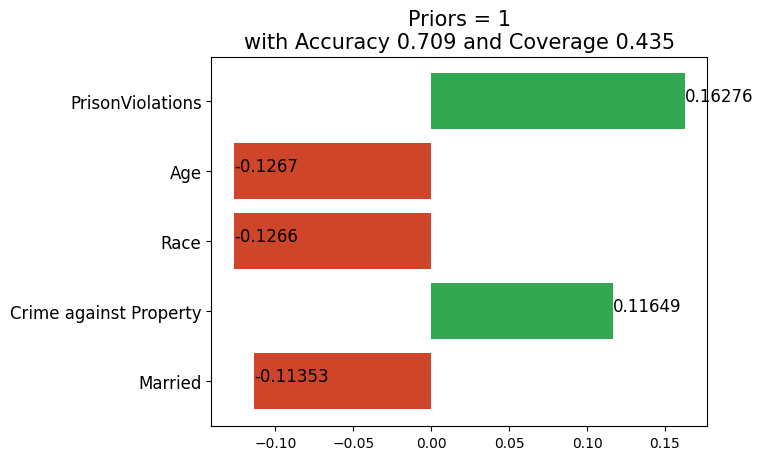 Priors = 1
with Accuracy 0.709 and Coverage 0.435
PrisonViolations
0.16276
Age
-0.1267
Race
-0.1266
Crime against Property
0.11649
Married
-0.11353
−0.10
−0.05
0.00
0.05
0.10
0.15